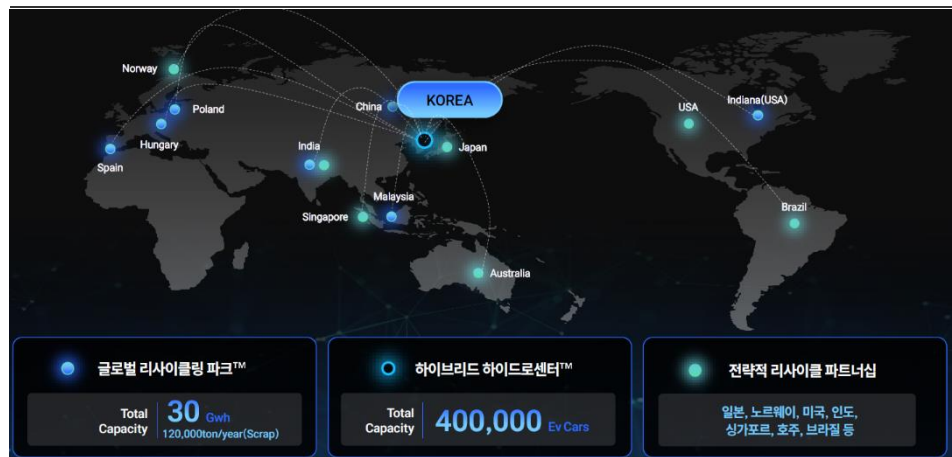 Norway
Poland
Hungary
Spain
China
KOREA
India
Japan
Malaysia
Singapore
Australia
USA
Indiana(USA)
Brazil
글로벌 리사이클링 파크™
Total
Capacity
30 Gwh
120,000ton/year(Scrap)
하이브리드 하이드로센터™
Total
Capacity
400,000 Ev Cars
전략적 리사이클 파트너십
일본, 노르웨이, 미국, 인도,
싱가포르, 호주, 브라질 등